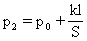 p₂ = p₀ + kl/S